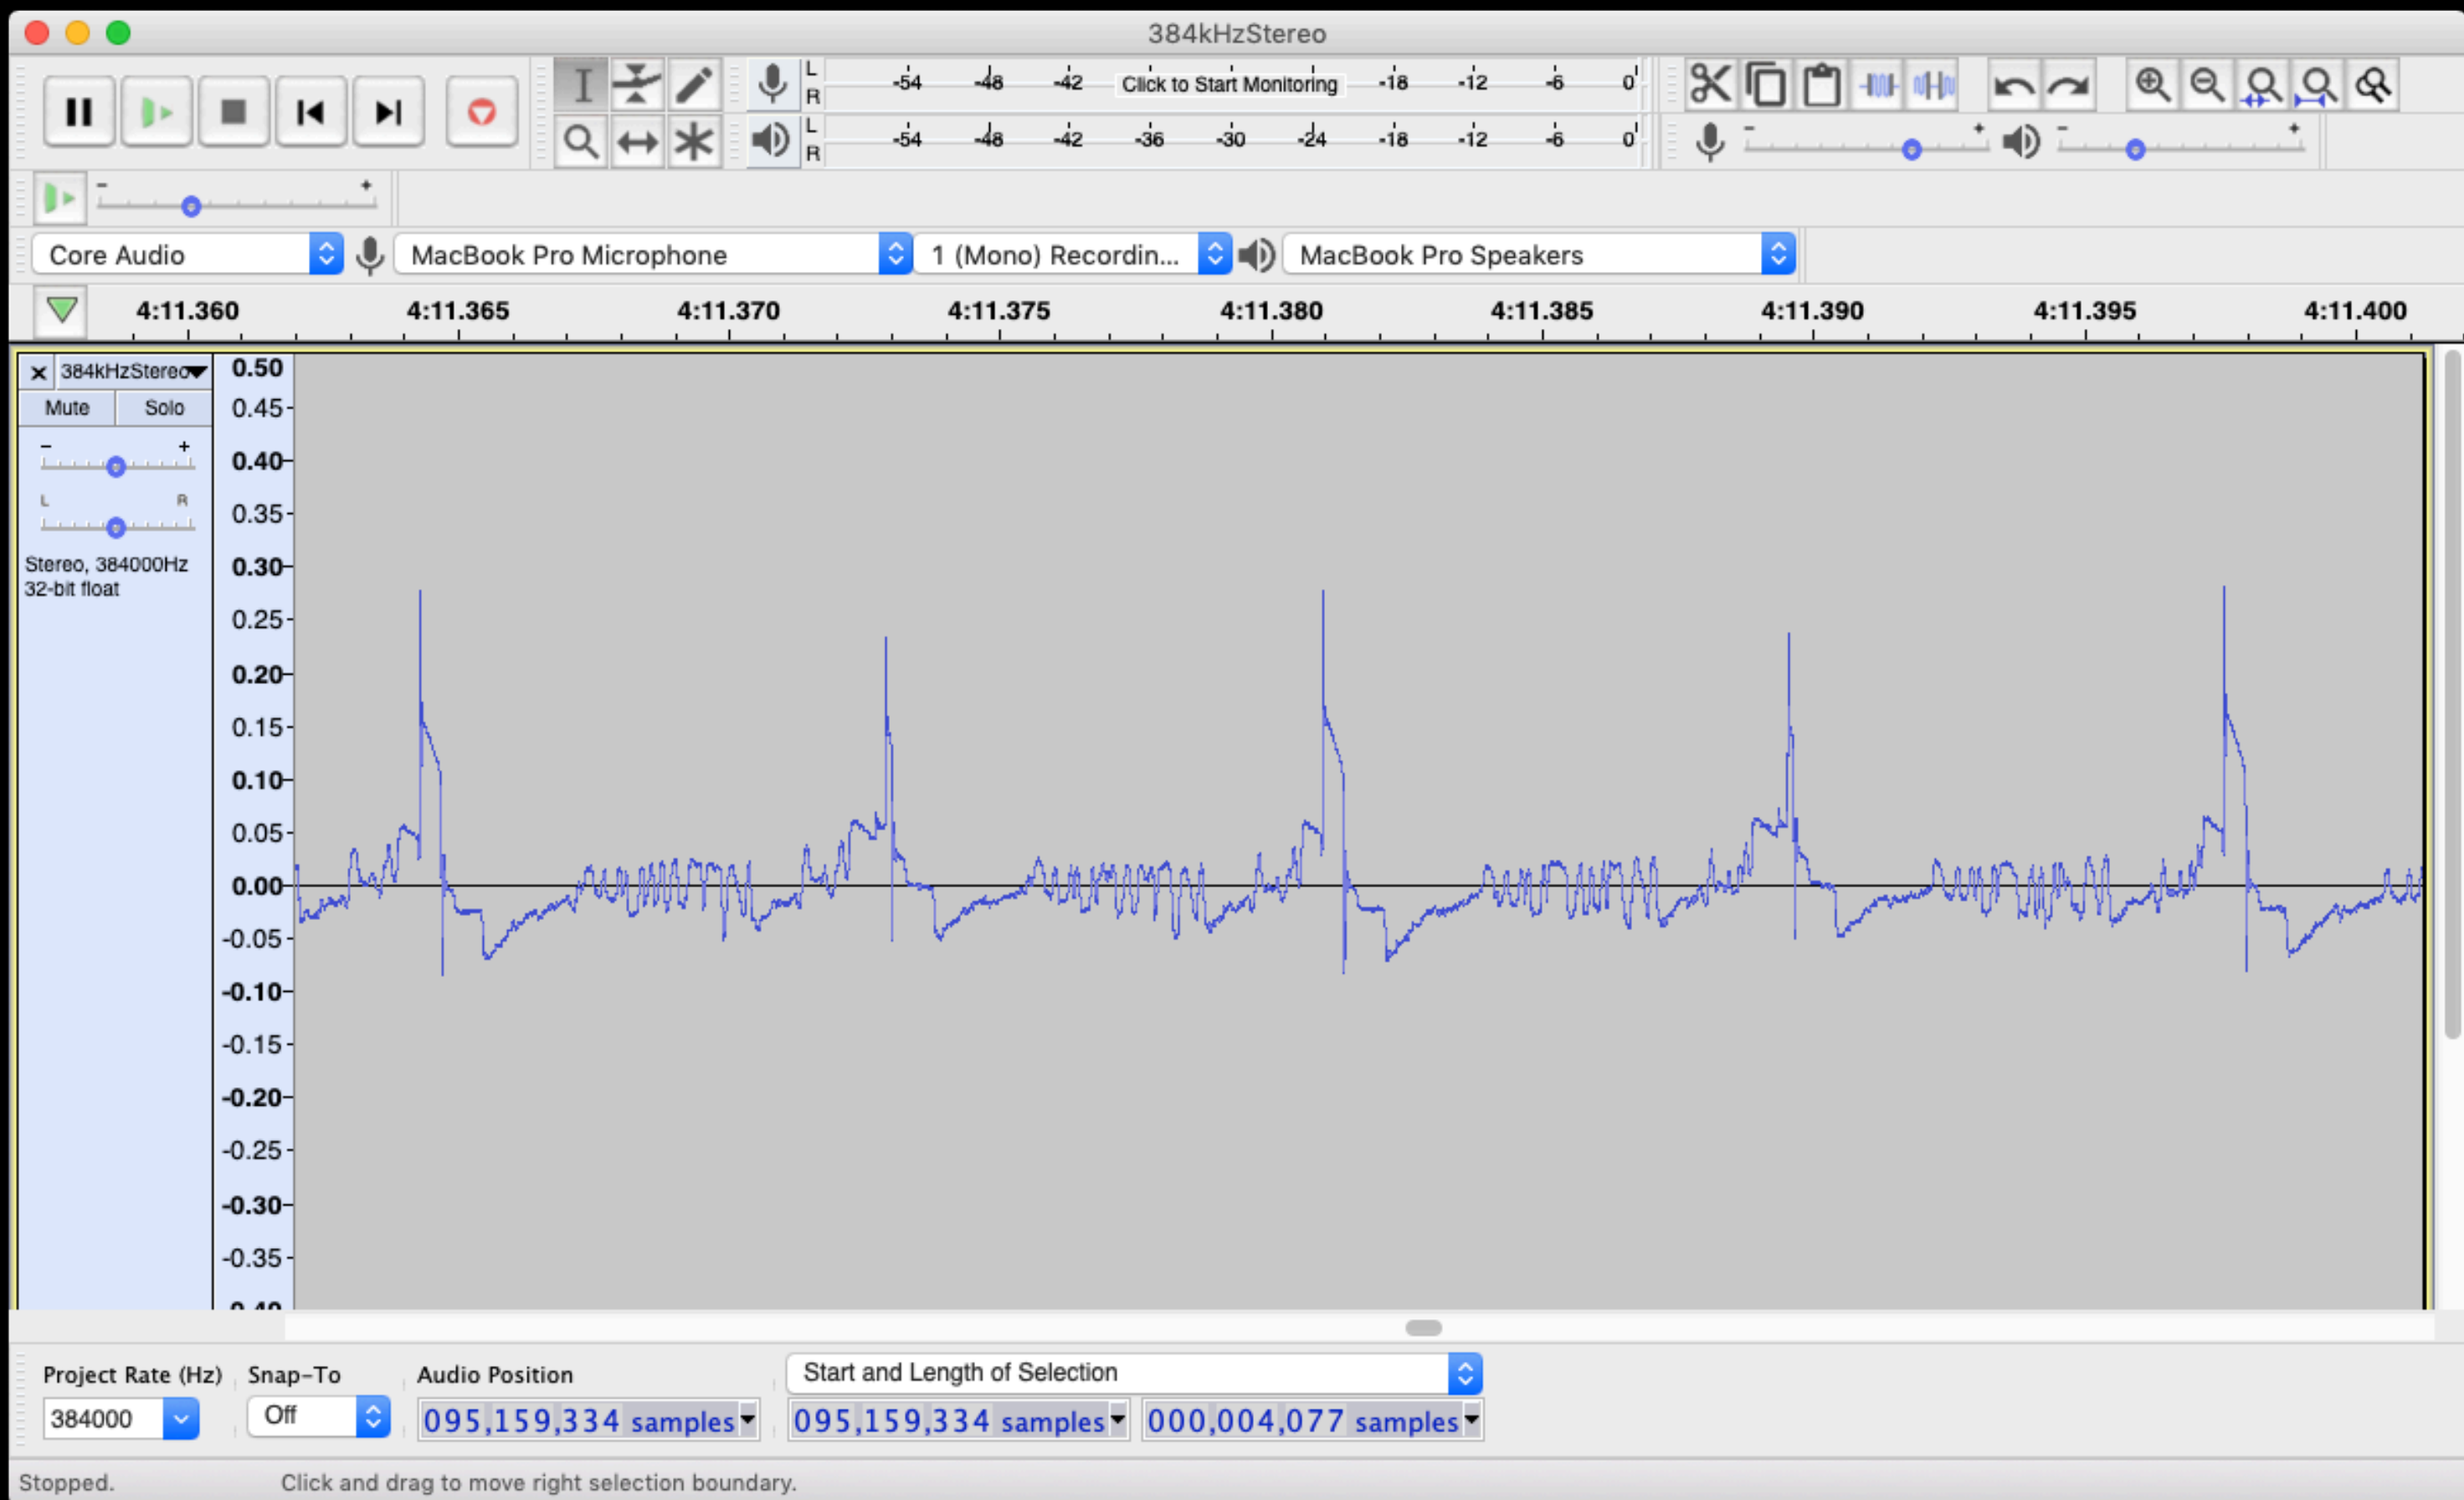 384kHzStereo
L -54 -48 -42 Click to Start Monitoring -18 -12 -6 0
R
L -54 -48 -42 -36 -30 -24 -18 -12 -6 0
R
- + - +
- +
Core Audio MacBook Pro Microphone 1 (Mono) Recordin... MacBook Pro Speakers
4:11.360 4:11.365 4:11.370 4:11.375 4:11.380 4:11.385 4:11.390 4:11.395 4:11.400
x 384kHzStereo
Mute Solo
- +
L R
Stereo, 384000Hz
32-bit float
0.50
0.45
0.40
0.35
0.30
0.25
0.20
0.15
0.10
0.05
0.00
-0.05
-0.10
-0.15
-0.20
-0.25
-0.30
-0.35
Project Rate (Hz) Snap-To Audio Position Start and Length of Selection
384000 Off 095,159,334 samples 095,159,334 samples 000,004,077 samples
Stopped. Click and drag to move right selection boundary.